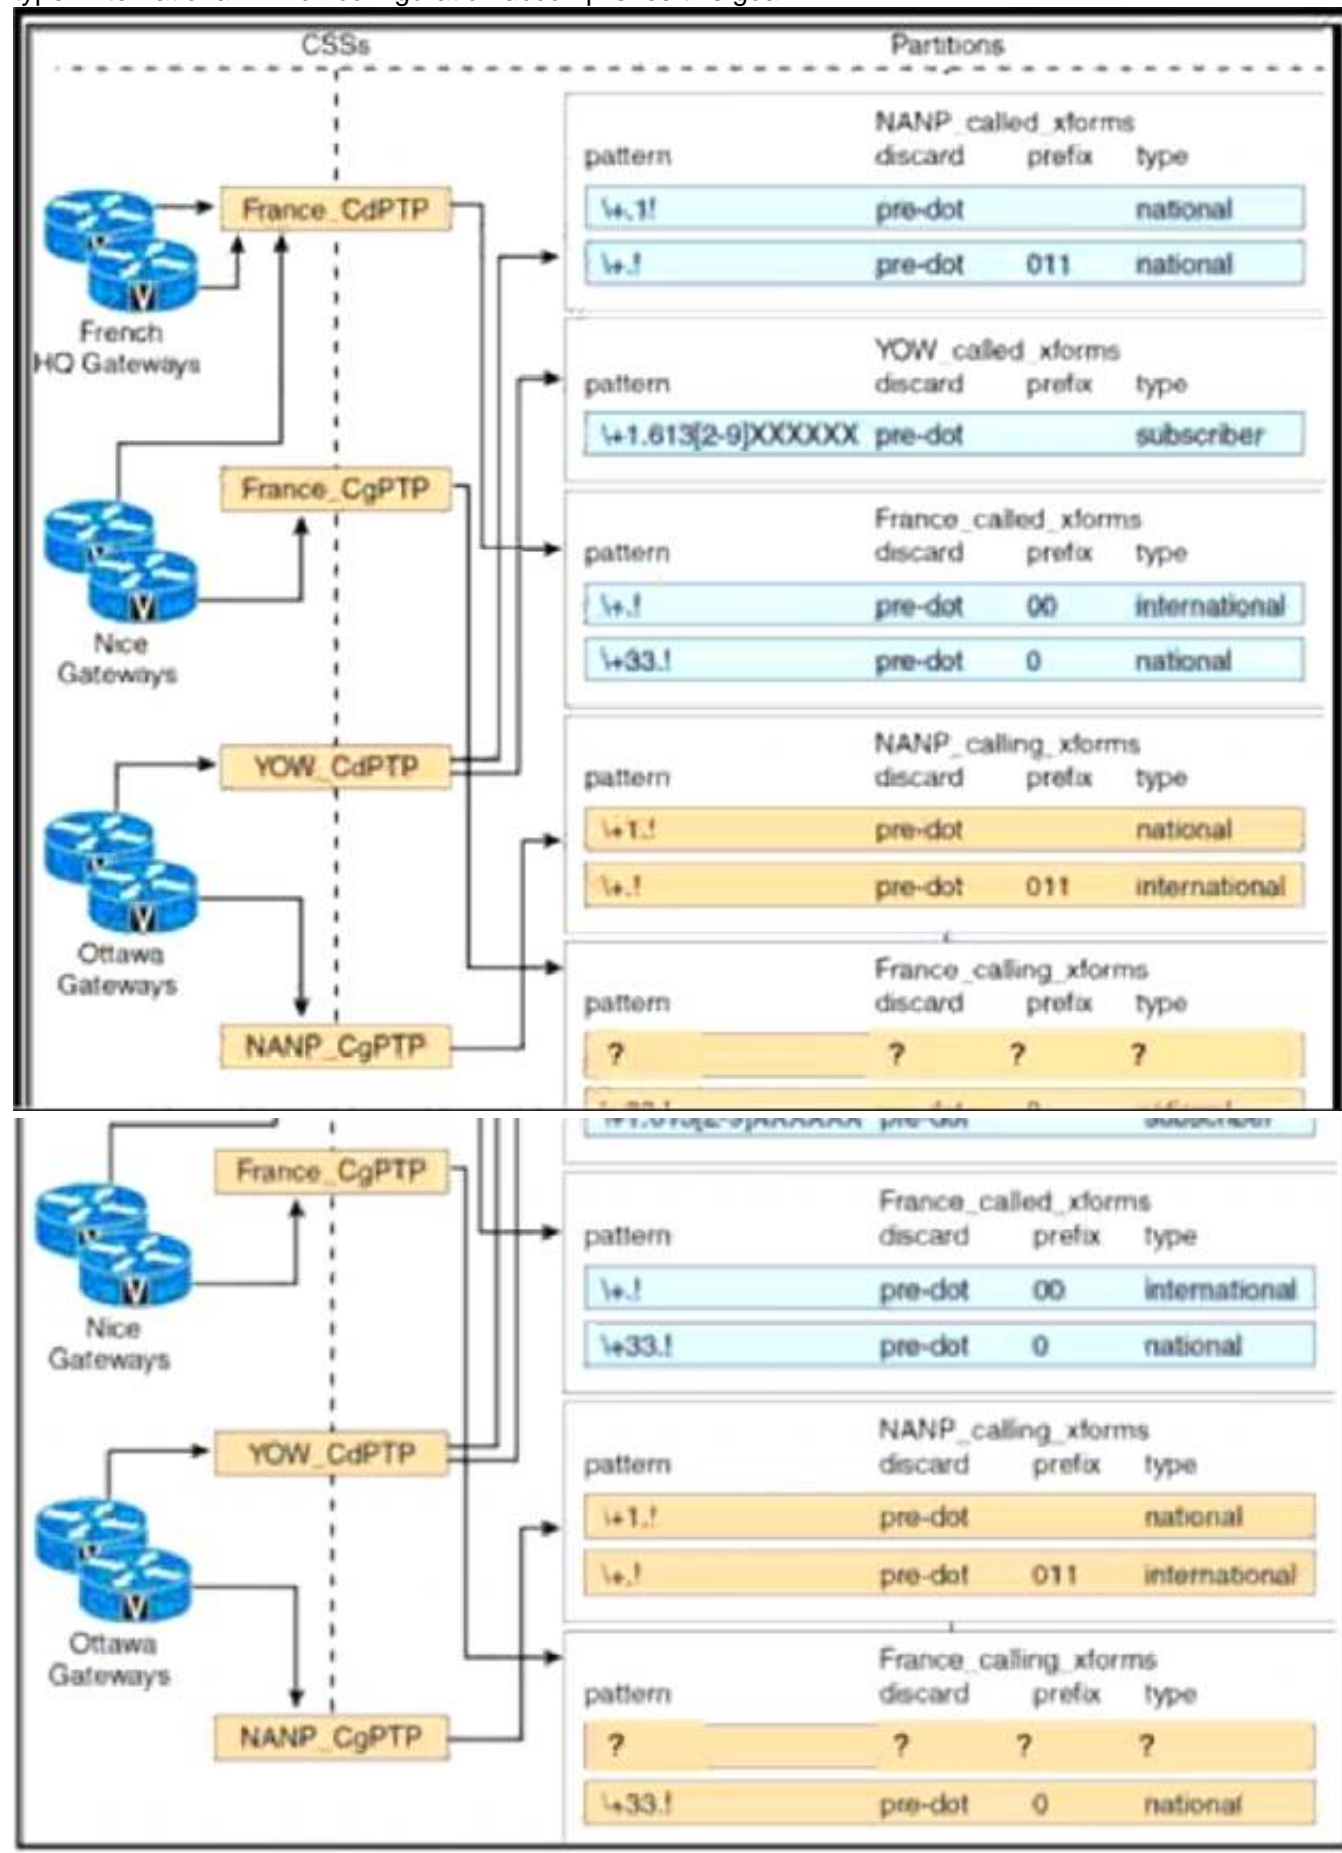 CSSs Partitions
NANP_called_xforms
pattern discard prefix type
\+.1! pre-dot national
\+.! pre-dot 011 national
France_CdPTP
V
French
HQ Gateways
YOW_called_xforms
pattern discard prefix type
\+1.613[2-9]XXXXXX pre-dot subscriber
France_CgPTP
V
Nice
Gateways
France_called_xforms
pattern discard prefix type
\+.! pre-dot 00 international
\+33.! pre-dot 0 national
YOW_CdPTP
V
Ottawa
Gateways
NANP_calling_xforms
pattern discard prefix type
\+1.! pre-dot national
\+.! pre-dot 011 international
NANP_CgPTP
France_calling_xforms
pattern discard prefix type
? ? ? ?
France_CgPTP
V
Nice
Gateways
France_called_xforms
pattern discard prefix type
\+.! pre-dot 00 international
\+33.! pre-dot 0 national
YOW_CdPTP
V
Ottawa
Gateways
NANP_calling_xforms
pattern discard prefix type
\+1.! pre-dot national
\+.! pre-dot 011 international
NANP_CgPTP
France_calling_xforms
pattern discard prefix type
? ? ? ?
\+33.! pre-dot 0 national